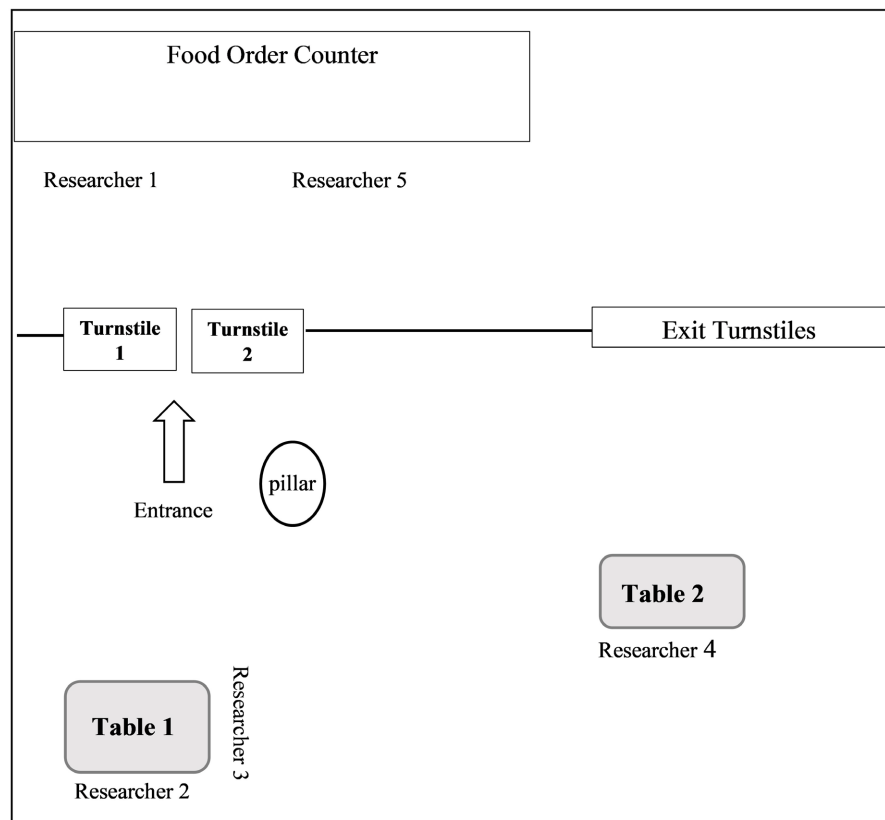 Food Order Counter
Researcher 1
Researcher 5
Turnstile
1
Turnstile
2
Exit Turnstiles
pillar
Entrance
Table 2
Researcher 4
Researcher 3
Table 1
Researcher 2